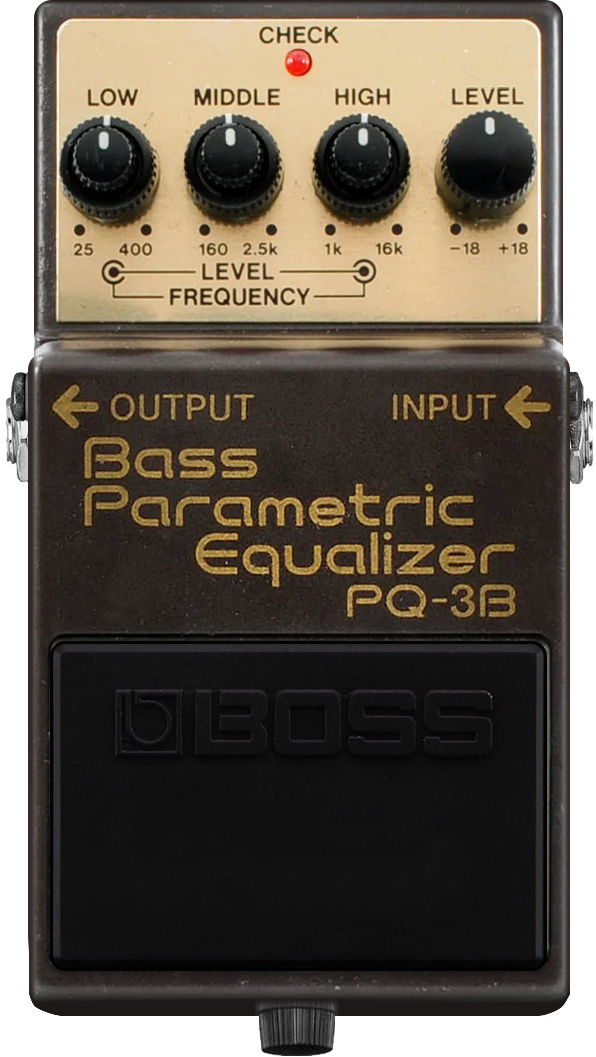 CHECK
LOW MIDDLE HIGH LEVEL
25 400 160 2.5k 1k 16k −18 +18
LEVEL
FREQUENCY
OUTPUT INPUT
Bass
Parametric
Equalizer
PQ-3B
BOSS